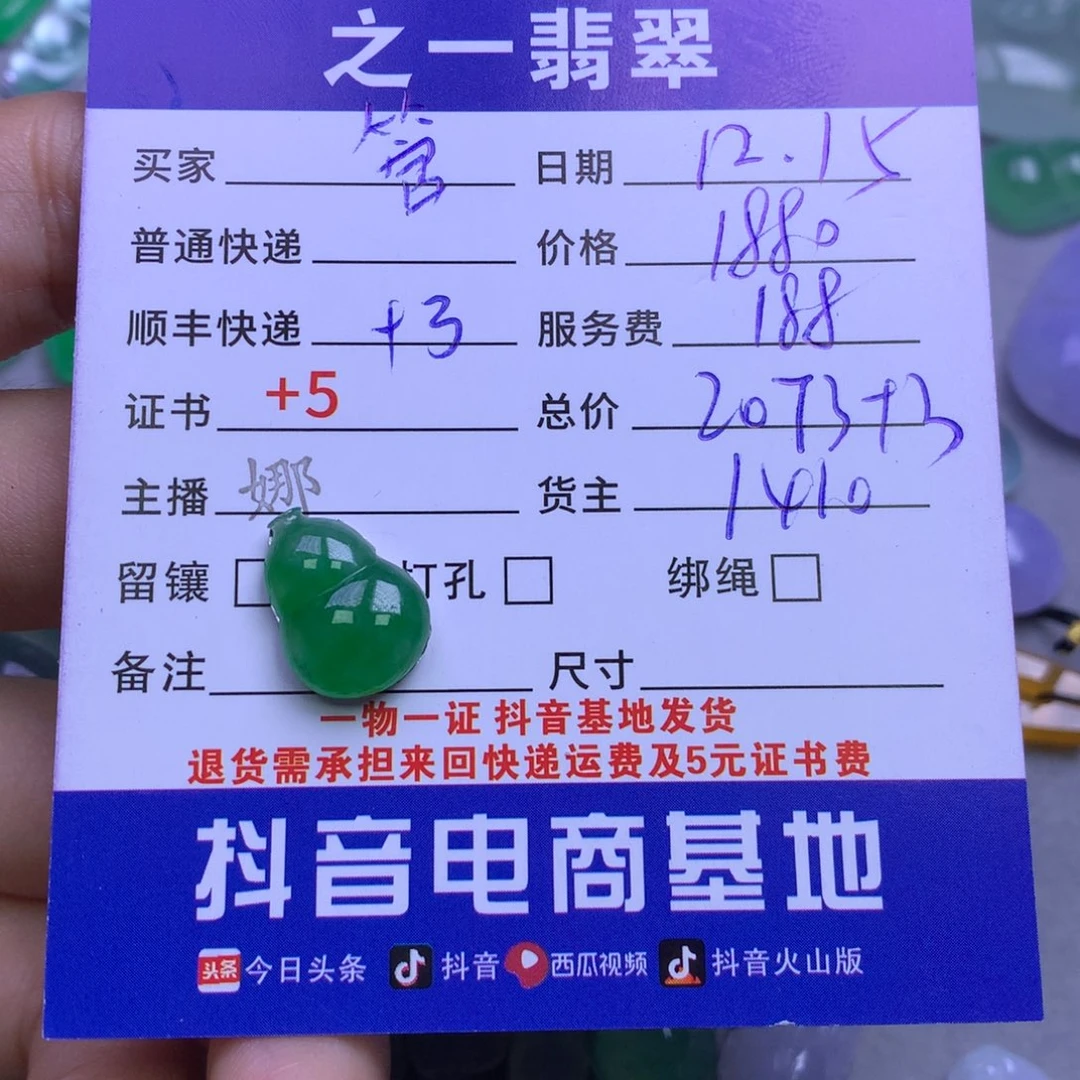 之一翡翠
买家 管 日期 12.15
普通快递 价格 1880
顺丰快递 +3 服务费 188
证书 +5 总价 2073+3
主播 娜 货主 1410
留镶 打孔 绑绳
备注 尺寸
一物一证 抖音基地发货
退货需承担来回快递运费及5元证书费
抖音电商基地
头条 今日头条 抖音 西瓜视频 抖音火山版